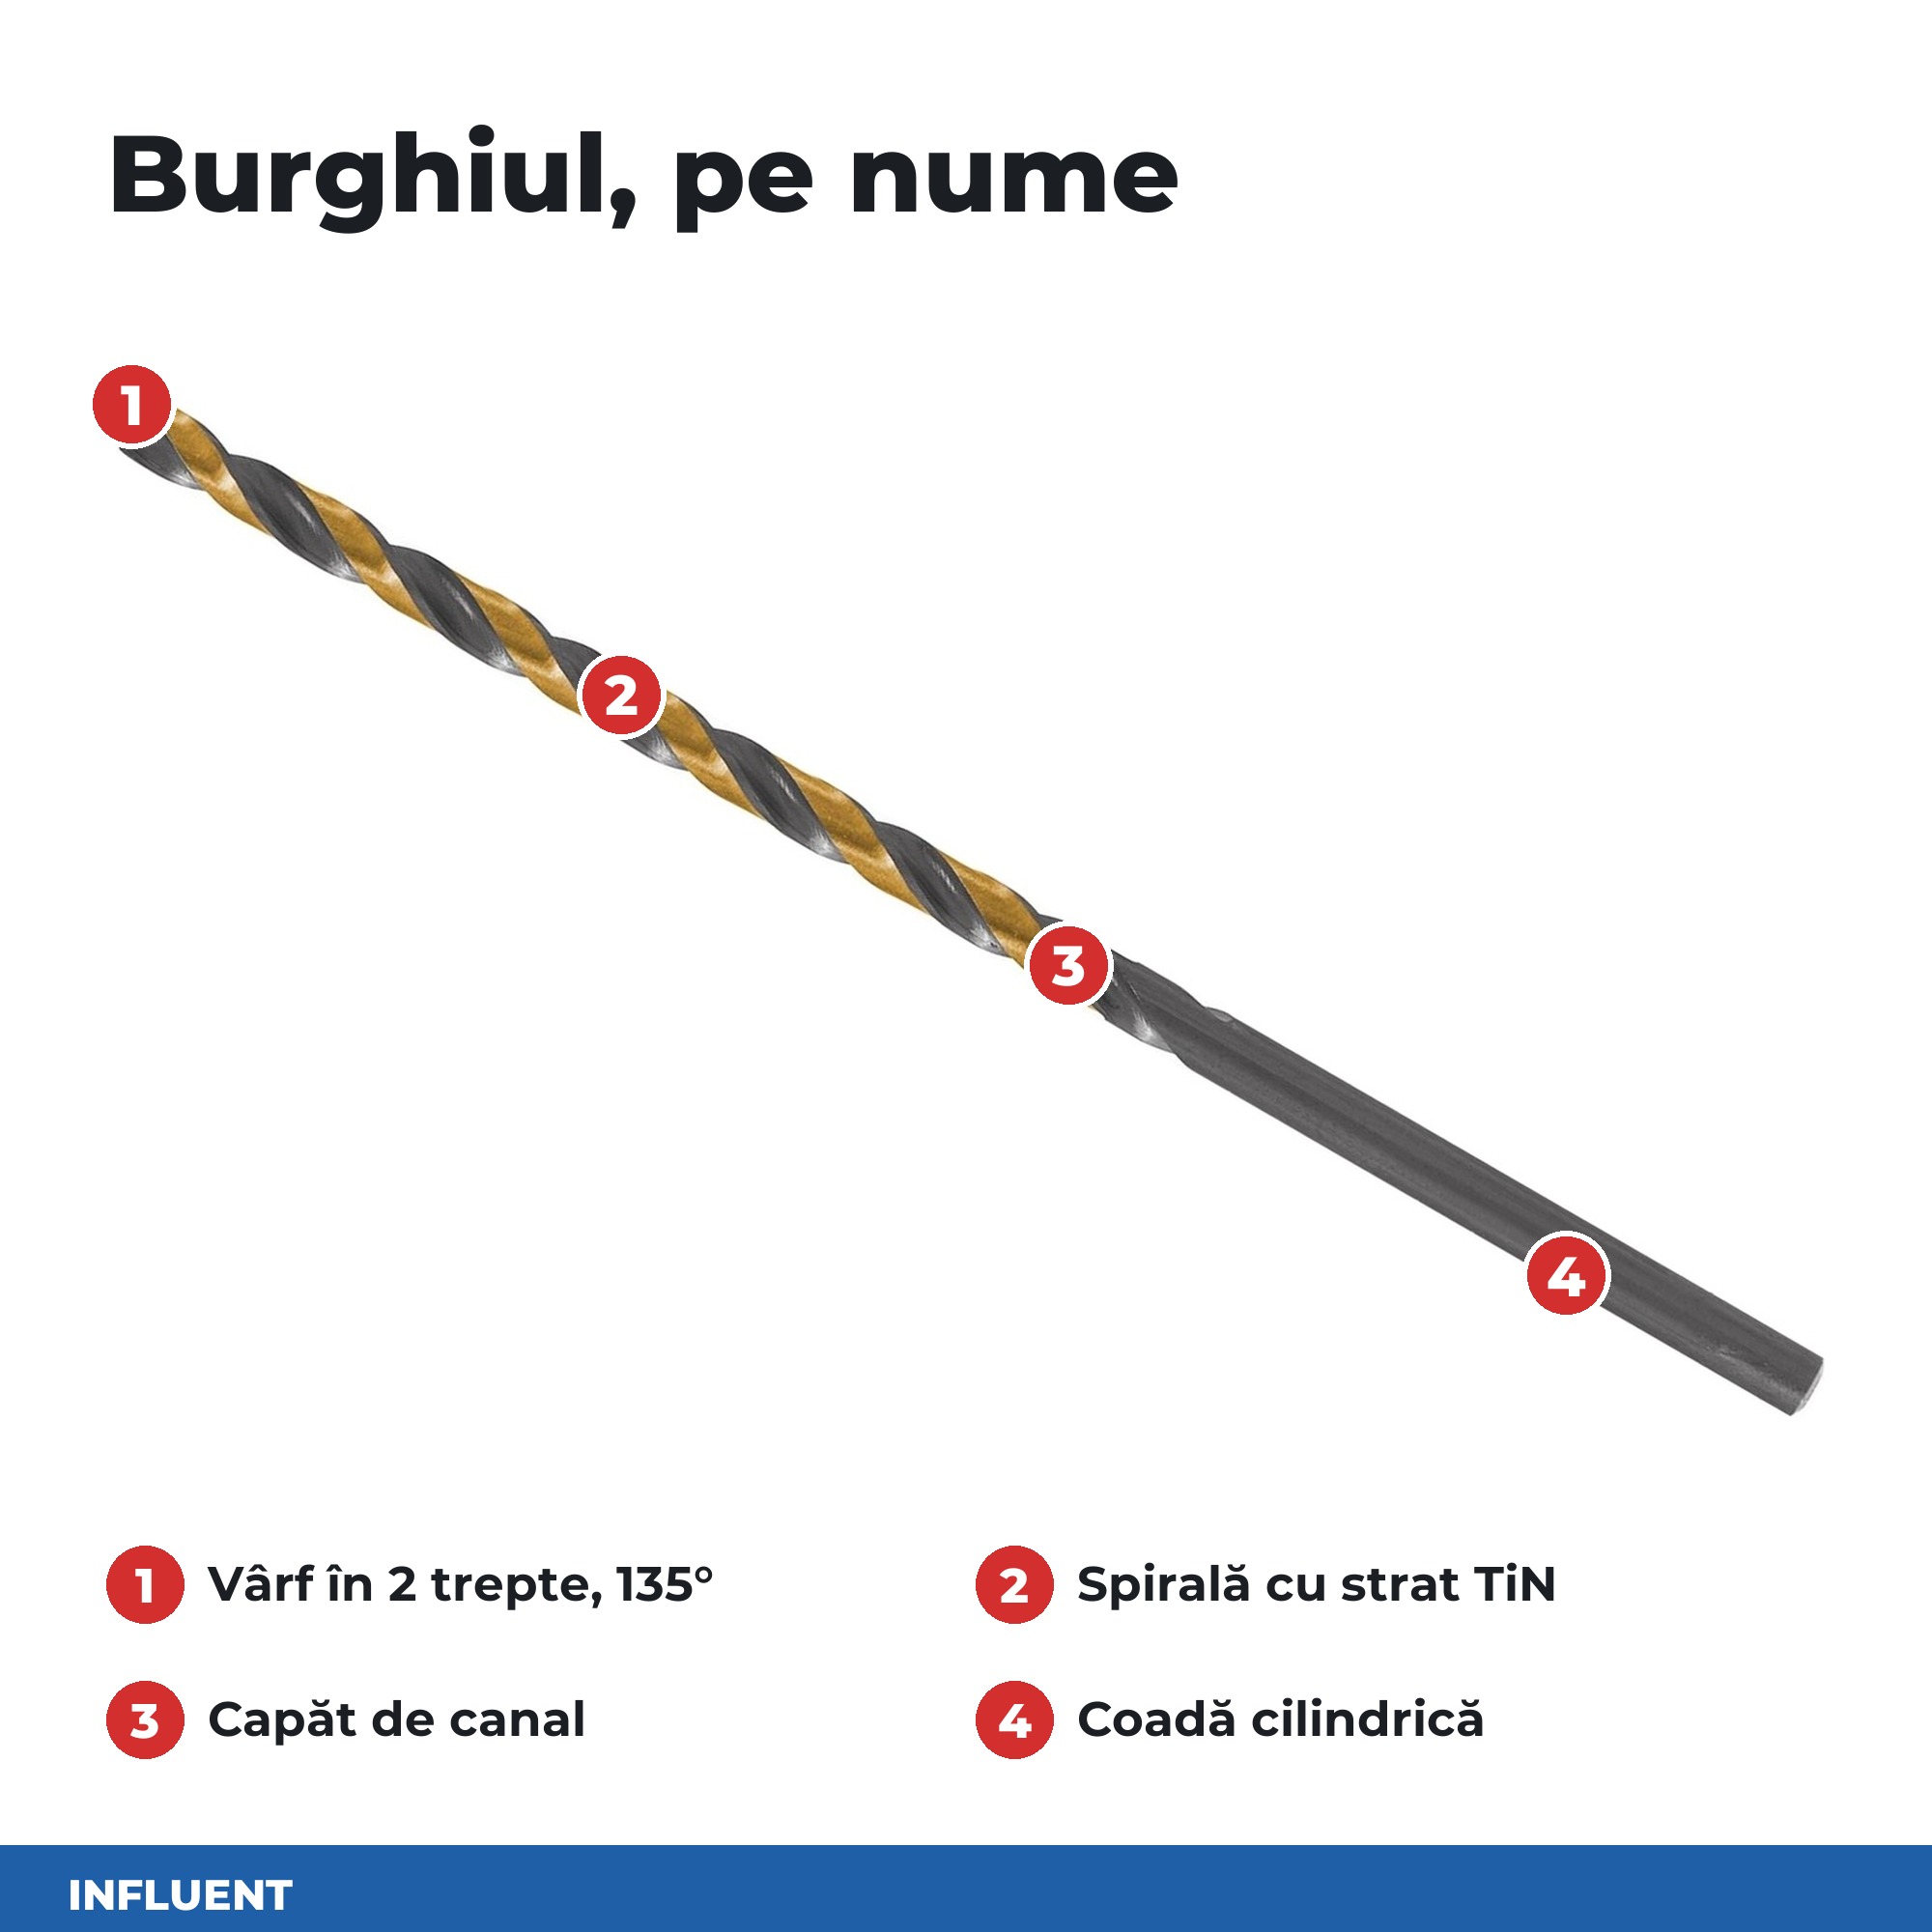 Burghiul, pe nume
1
2
3
4
1 Vârf în 2 trepte, 135°
2 Spirală cu strat TiN
3 Capăt de canal
4 Coadă cilindrică
INFLUENT